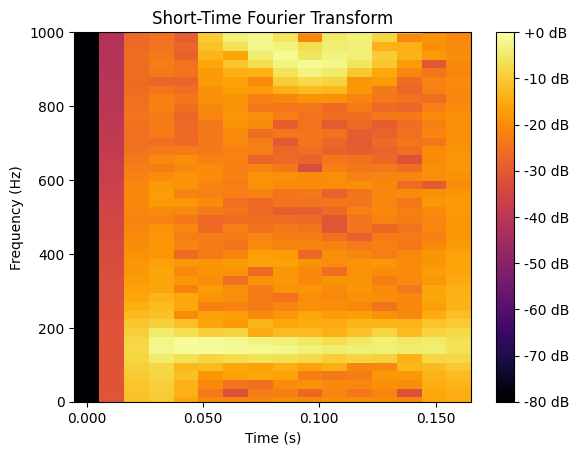 Short-Time Fourier Transform
1000
800
600
400
200
0
Frequency (Hz)
0.000
0.050
0.100
0.150
Time (s)
+0 dB
-10 dB
-20 dB
-30 dB
-40 dB
-50 dB
-60 dB
-70 dB
-80 dB